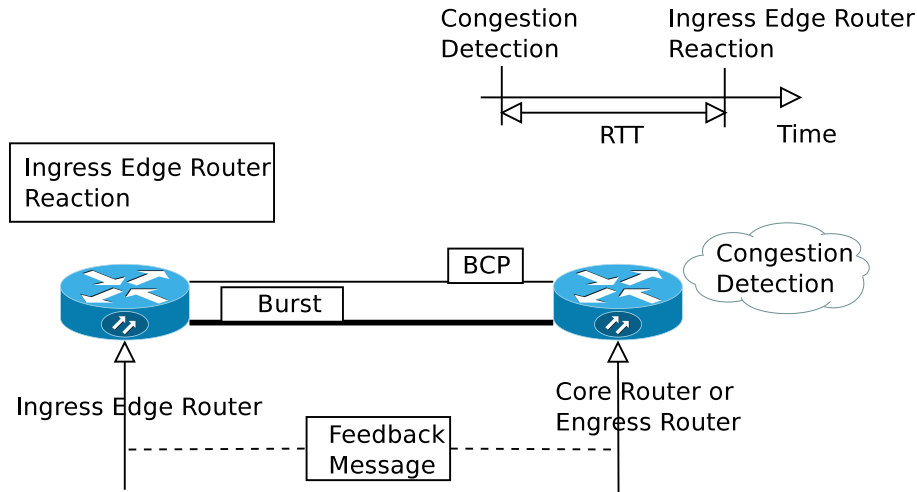 Congestion
Detection
Ingress Edge Router
Reaction
RTT
Time
Ingress Edge Router
Reaction
BCP
Burst
Congestion
Detection
Ingress Edge Router
Core Router or
Engress Router
Feedback
Message